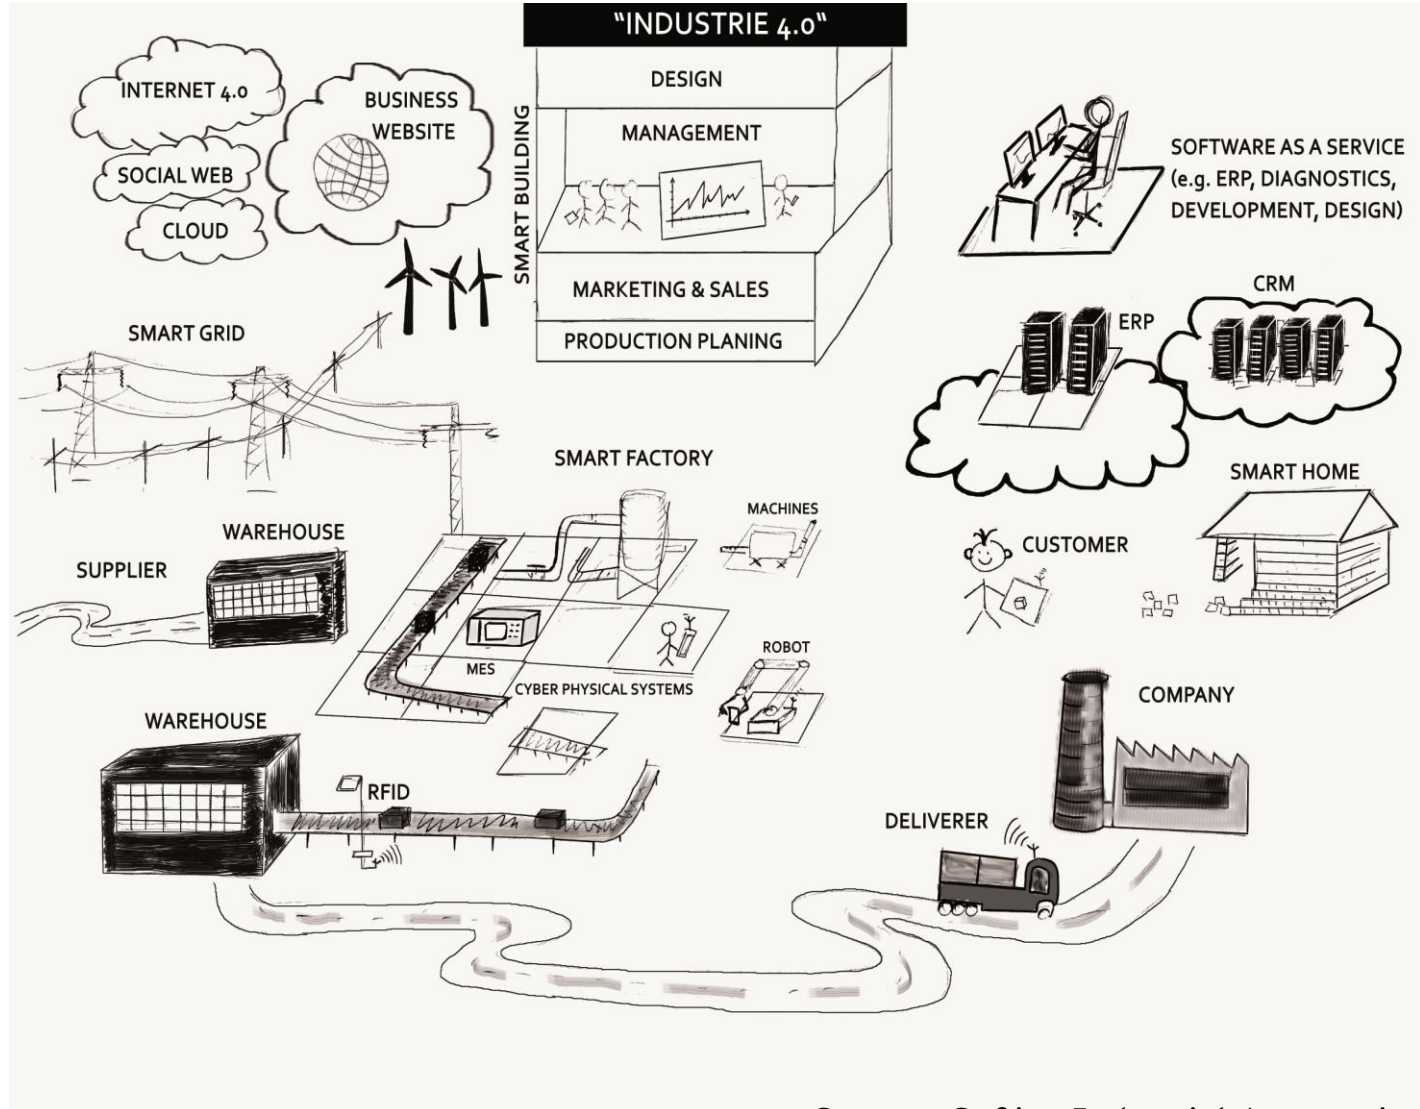 "INDUSTRIE 4.0"
INTERNET 4.0
SOCIAL WEB
CLOUD
BUSINESS
WEBSITE
SMART BUILDING
DESIGN
MANAGEMENT
MARKETING & SALES
PRODUCTION PLANING
SOFTWARE AS A SERVICE
(e.g. ERP, DIAGNOSTICS,
DEVELOPMENT, DESIGN)
CRM
ERP
SMART GRID
SMART FACTORY
MACHINES
SMART HOME
CUSTOMER
WAREHOUSE
SUPPLIER
MES
CYBER PHYSICAL SYSTEMS
ROBOT
WAREHOUSE
RFID
COMPANY
DELIVERER